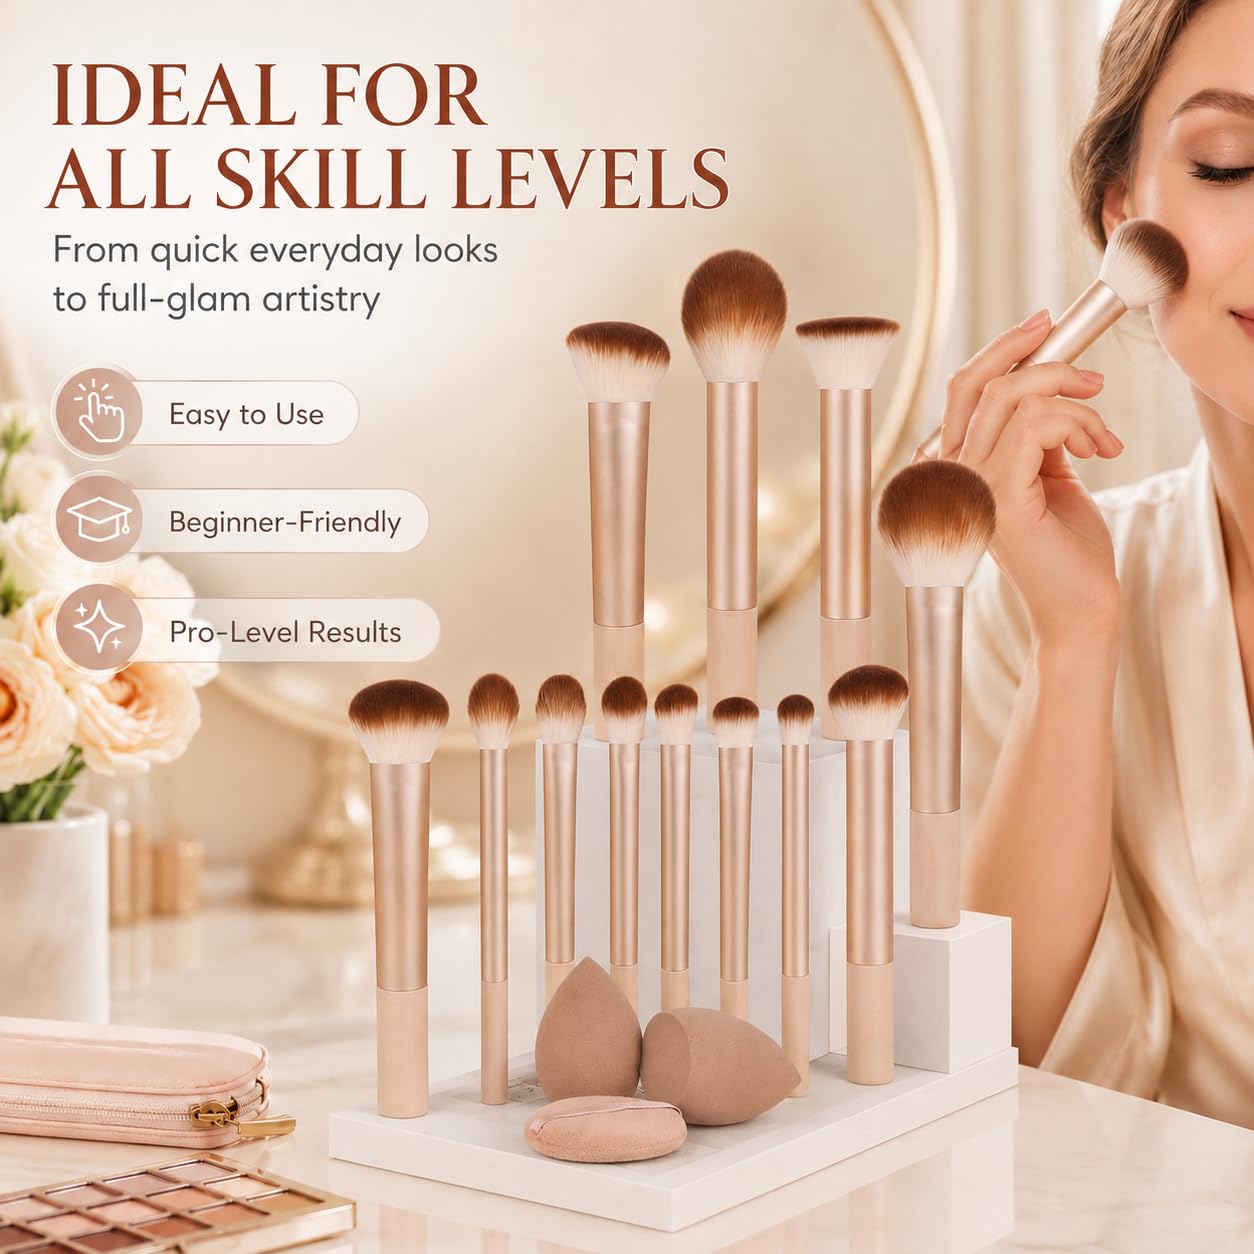 IDEAL FOR
ALL SKILL LEVELS
From quick everyday looks
to full-glam artistry
Easy to Use
Beginner-Friendly
Pro-Level Results